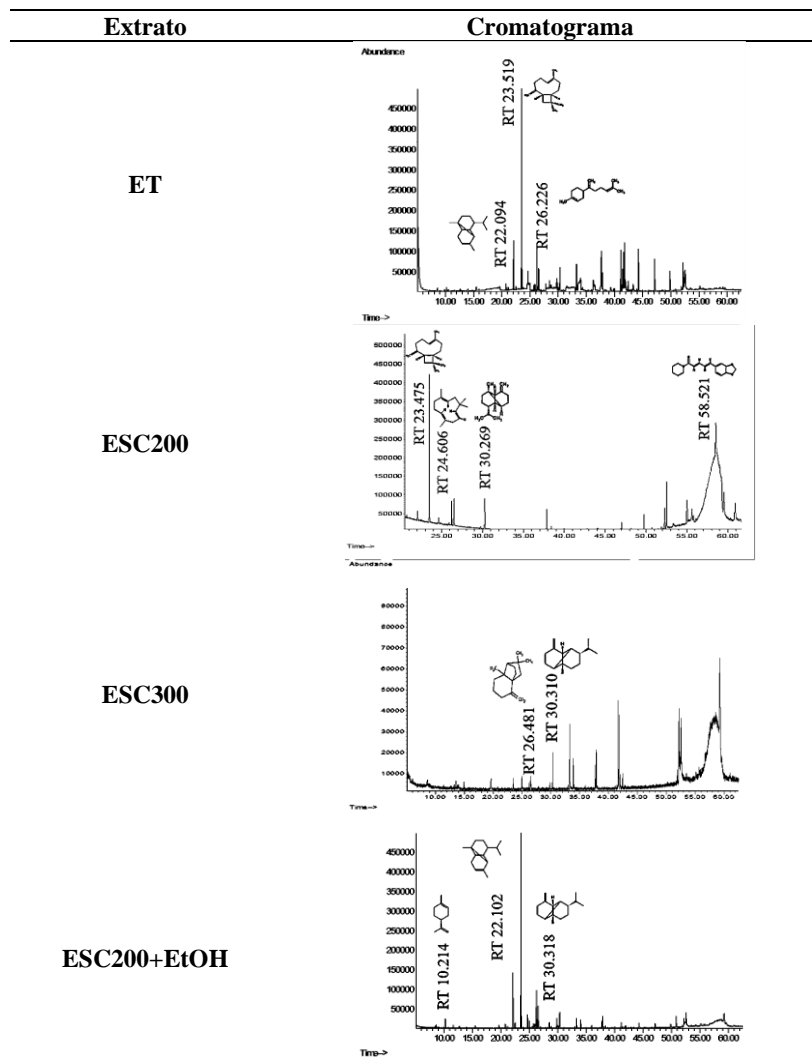 Extrato Cromatograma
ET
Abundance
450000
400000
350000
300000
250000
200000
150000
100000
50000
RT 22.094
RT 23.519
RT 26.226
10.00 15.00 20.00 25.00 30.00 35.00 40.00 45.00 50.00 55.00 60.00
Time-->
ESC200
500000
450000
400000
350000
300000
250000
200000
150000
100000
50000
RT 23.475
RT 24.606
RT 30.269
RT 58.521
25.00 30.00 35.00 40.00 45.00 50.00 55.00 60.00
Time-->
ESC300
Abundance
90000
80000
70000
60000
50000
40000
30000
20000
10000
RT 26.481
RT 30.310
10.00 15.00 20.00 25.00 30.00 35.00 40.00 45.00 50.00 55.00 60.00
Time-->
ESC200+EtOH
450000
400000
350000
300000
250000
200000
150000
100000
50000
RT 10.214
RT 22.102
RT 30.318
10.00 15.00 20.00 25.00 30.00 35.00 40.00 45.00 50.00 55.00 60.00
Time-->